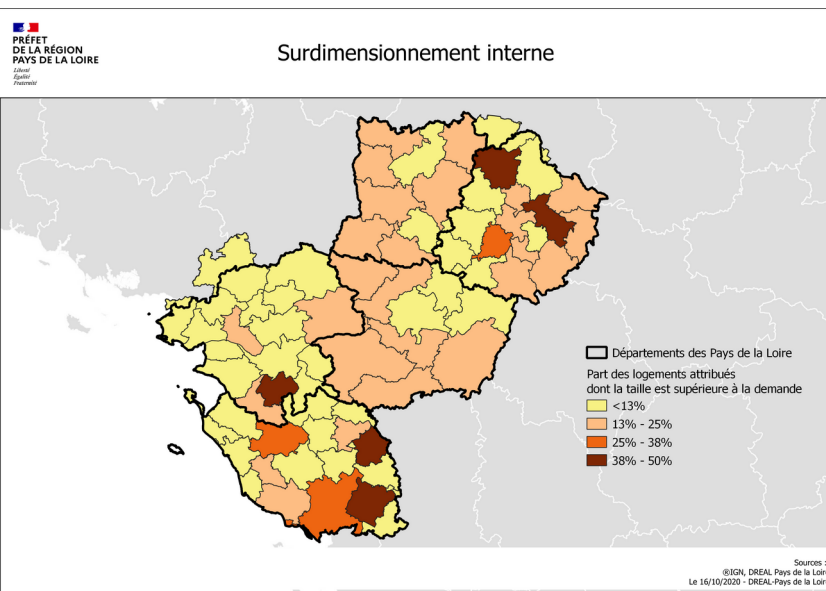 PRÉFET
DE LA RÉGION
PAYS DE LA LOIRE
Liberté
Égalité
Fraternité
Surdimensionnement interne
Départements des Pays de la Loire
Part des logements attribués
dont la taille est supérieure à la demande
<13%
13% - 25%
25% - 38%
38% - 50%
Sources :
®IGN, DREAL Pays de la Loire
Le 16/10/2020 - DREAL-Pays de la Loire